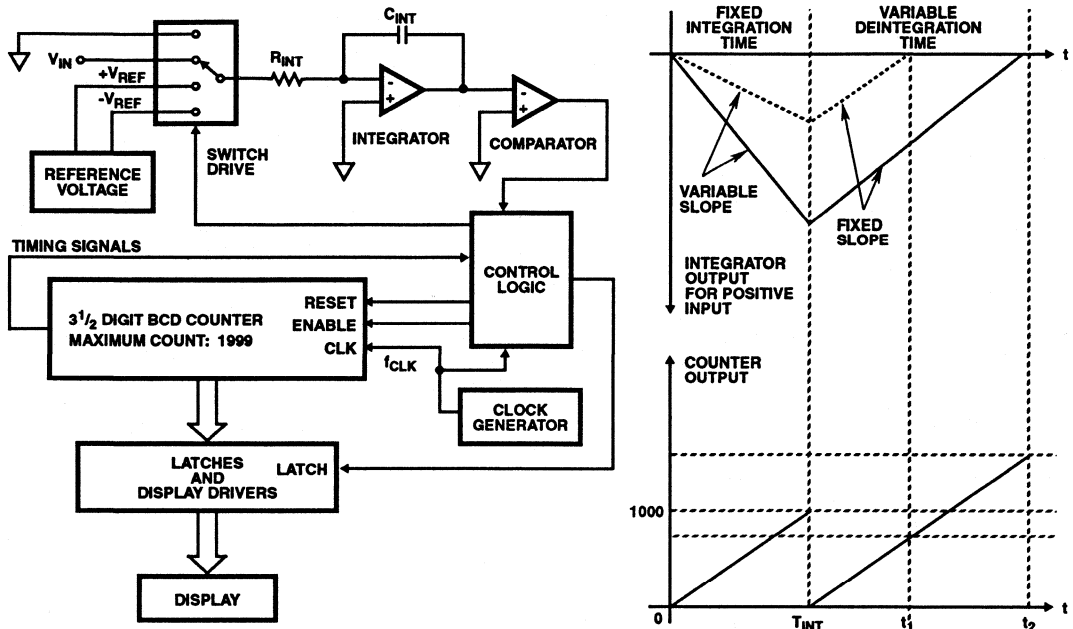 C_INT
V_IN
R_INT
+V_REF
-V_REF
-
+
INTEGRATOR
-
+
COMPARATOR
SWITCH
DRIVE
REFERENCE
VOLTAGE
TIMING SIGNALS
CONTROL
LOGIC
3 1/2 DIGIT BCD COUNTER
MAXIMUM COUNT: 1999
RESET
ENABLE
CLK
f_CLK
CLOCK
GENERATOR
LATCHES
AND
DISPLAY DRIVERS
LATCH
DISPLAY
FIXED
INTEGRATION
TIME
VARIABLE
DEINTEGRATION
TIME
t
VARIABLE
SLOPE
FIXED
SLOPE
INTEGRATOR
OUTPUT
FOR POSITIVE
INPUT
COUNTER
OUTPUT
1000
0
T_INT
t_1
t_2
t